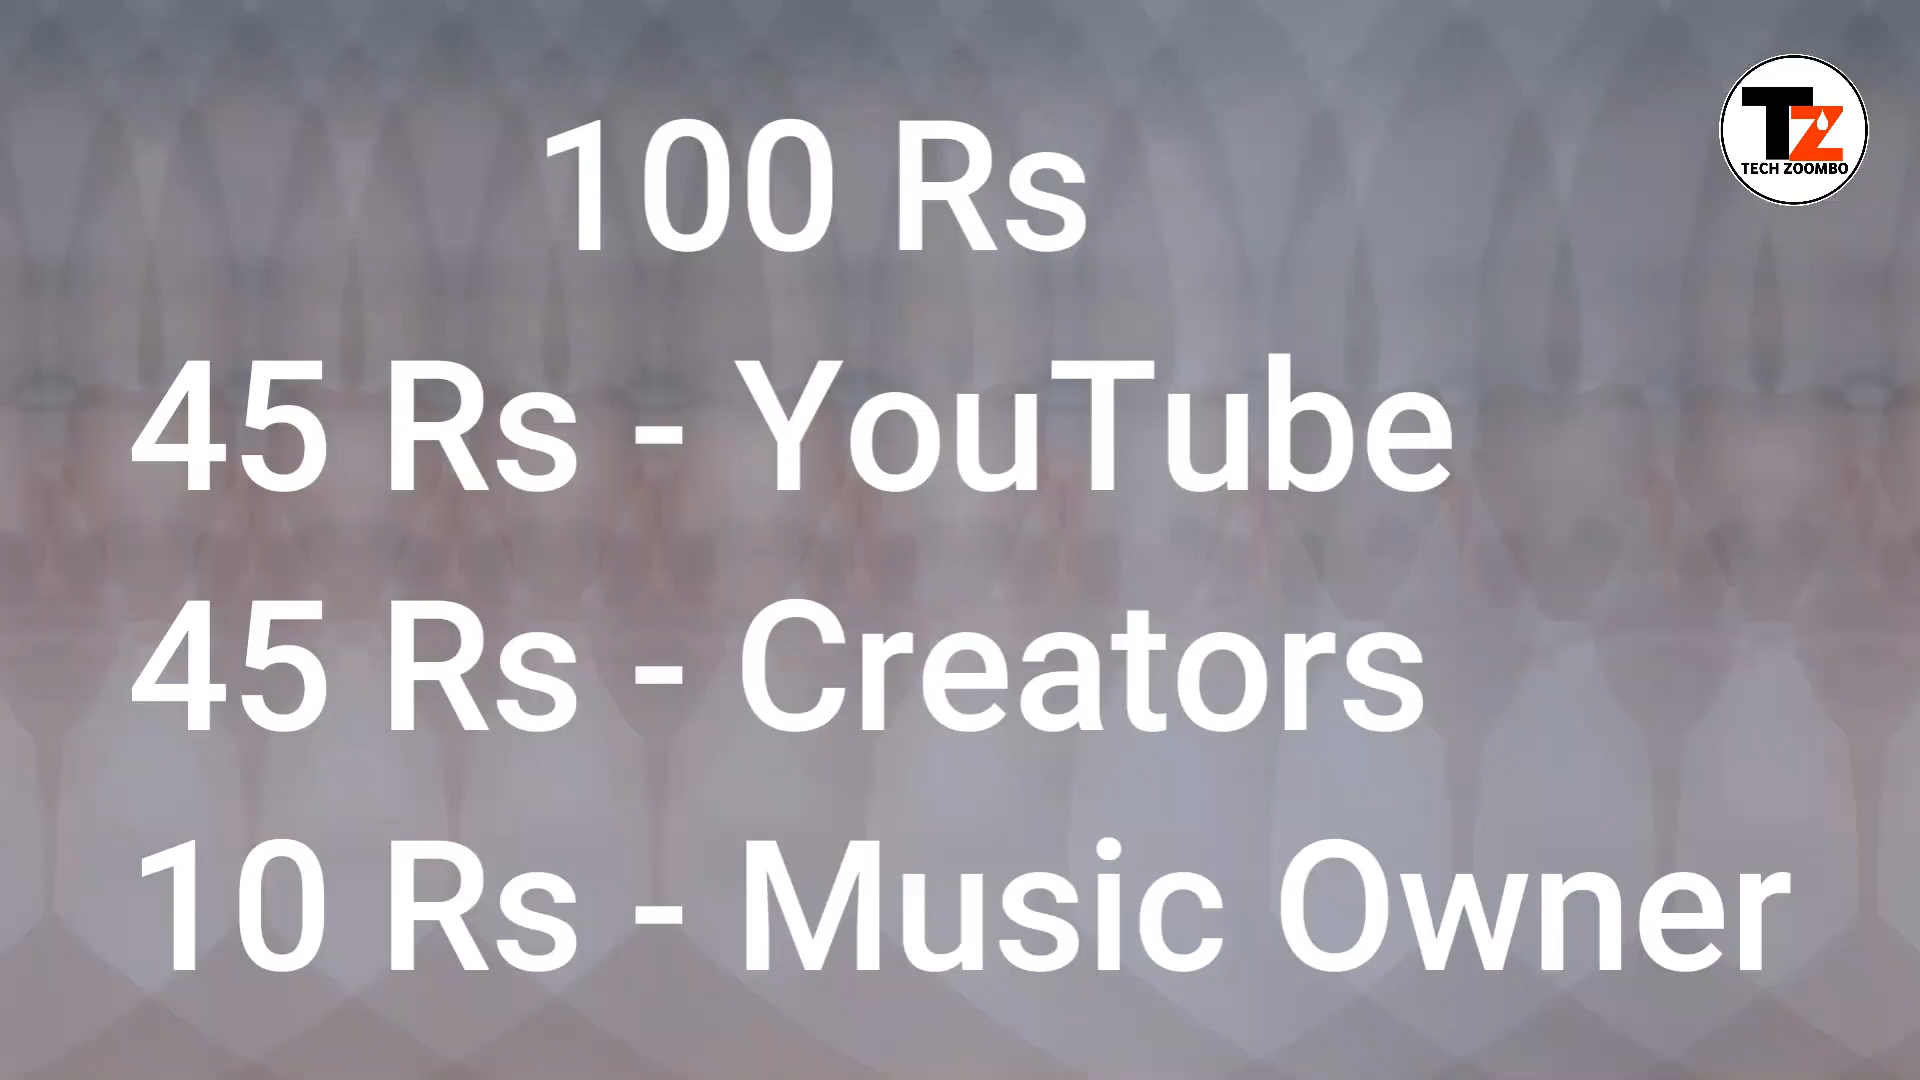 100 Rs
TZ
TECH ZOOMBO
45 Rs - YouTube
45 Rs - Creators
10 Rs - Music Owner